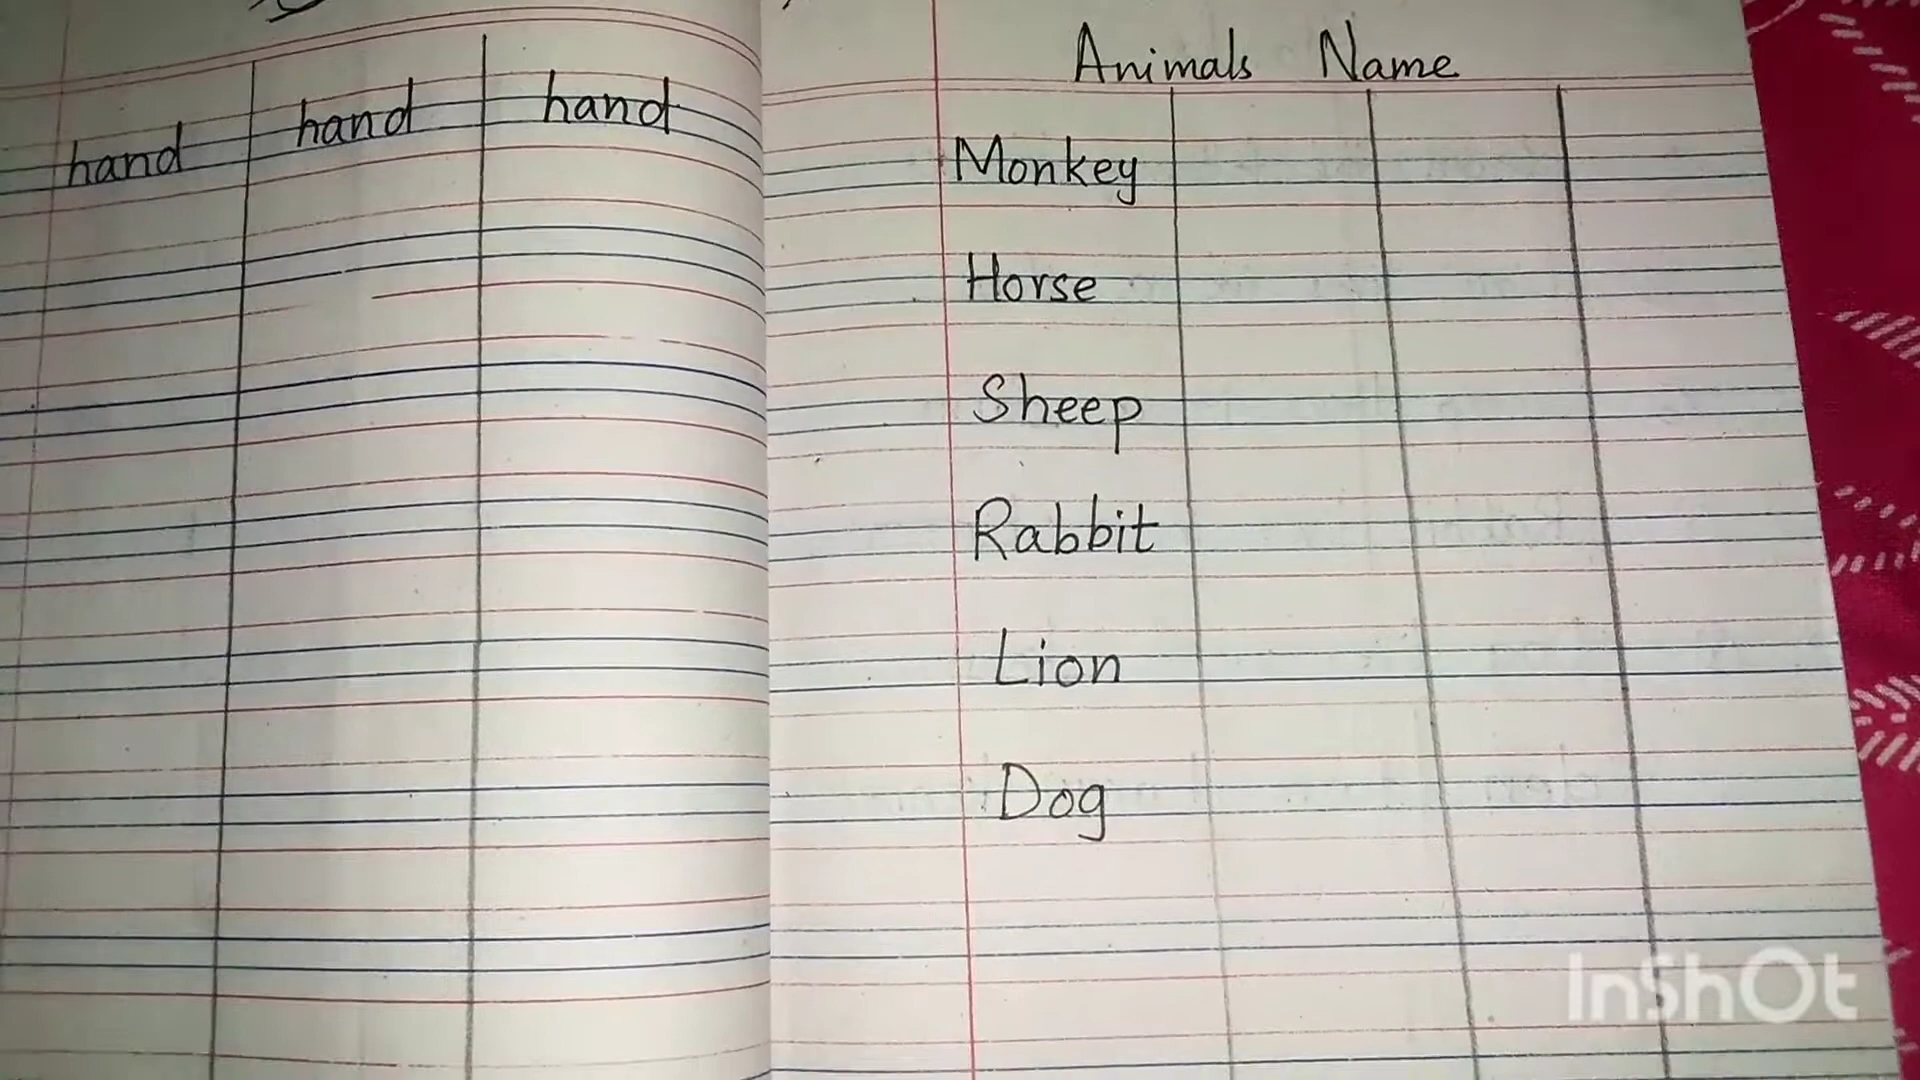 hand hand hand
Animals Name
Monkey
Horse
Sheep
Rabbit
Lion
Dog
InShOt